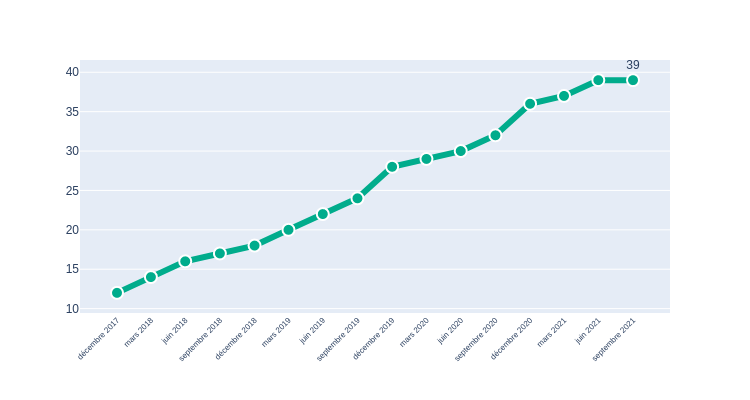 39
40
35
30
25
20
15
10
décembre 2017
mars 2018
juin 2018
septembre 2018
décembre 2018
mars 2019
juin 2019
septembre 2019
décembre 2019
mars 2020
juin 2020
septembre 2020
décembre 2020
mars 2021
juin 2021
septembre 2021